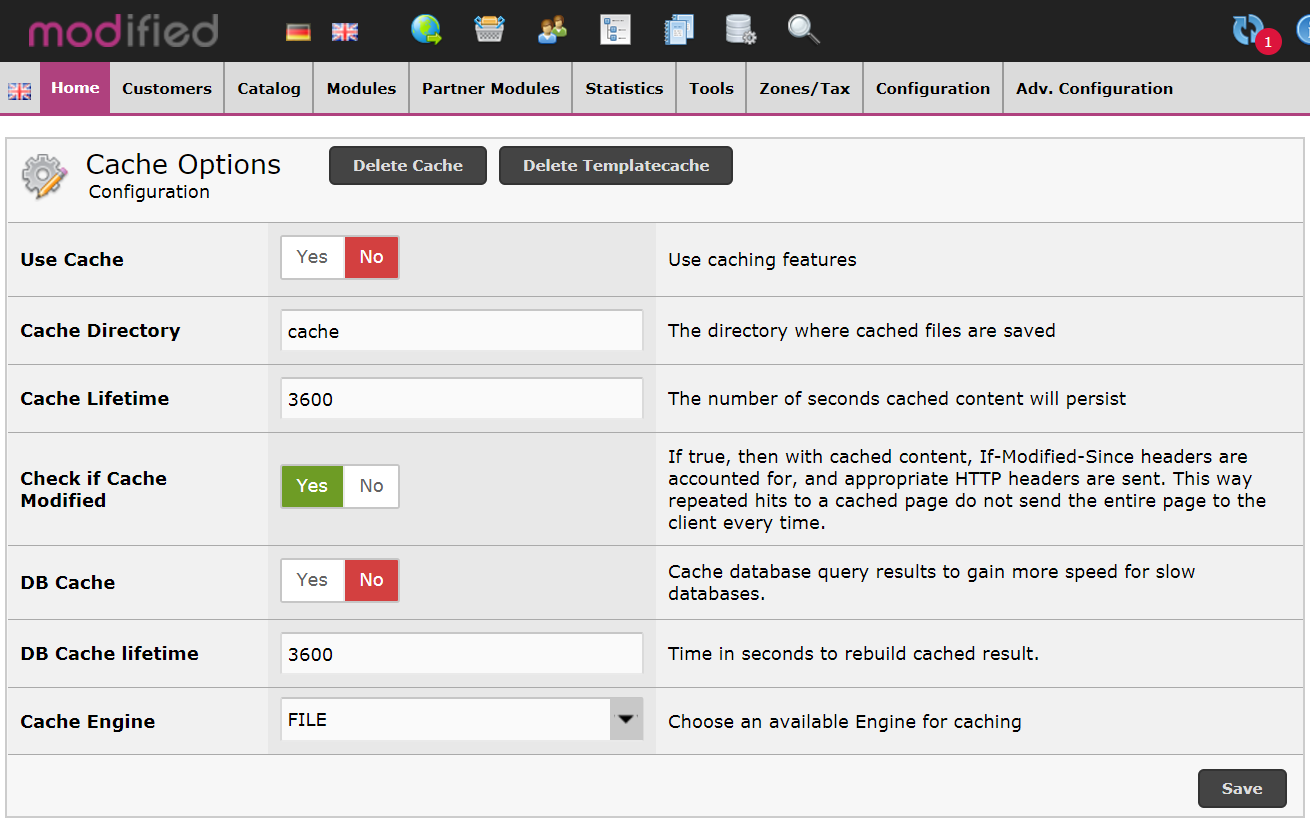 modified
1
Home Customers Catalog Modules Partner Modules Statistics Tools Zones/Tax Configuration Adv. Configuration
Cache Options
Configuration
Delete Cache Delete Templatecache
Use Cache Yes No Use caching features
Cache Directory cache The directory where cached files are saved
Cache Lifetime 3600 The number of seconds cached content will persist
Check if Cache
Modified
Yes No
If true, then with cached content, If-Modified-Since headers are
accounted for, and appropriate HTTP headers are sent. This way
repeated hits to a cached page do not send the entire page to the
client every time.
DB Cache Yes No
Cache database query results to gain more speed for slow
databases.
DB Cache lifetime 3600 Time in seconds to rebuild cached result.
Cache Engine FILE Choose an available Engine for caching
Save